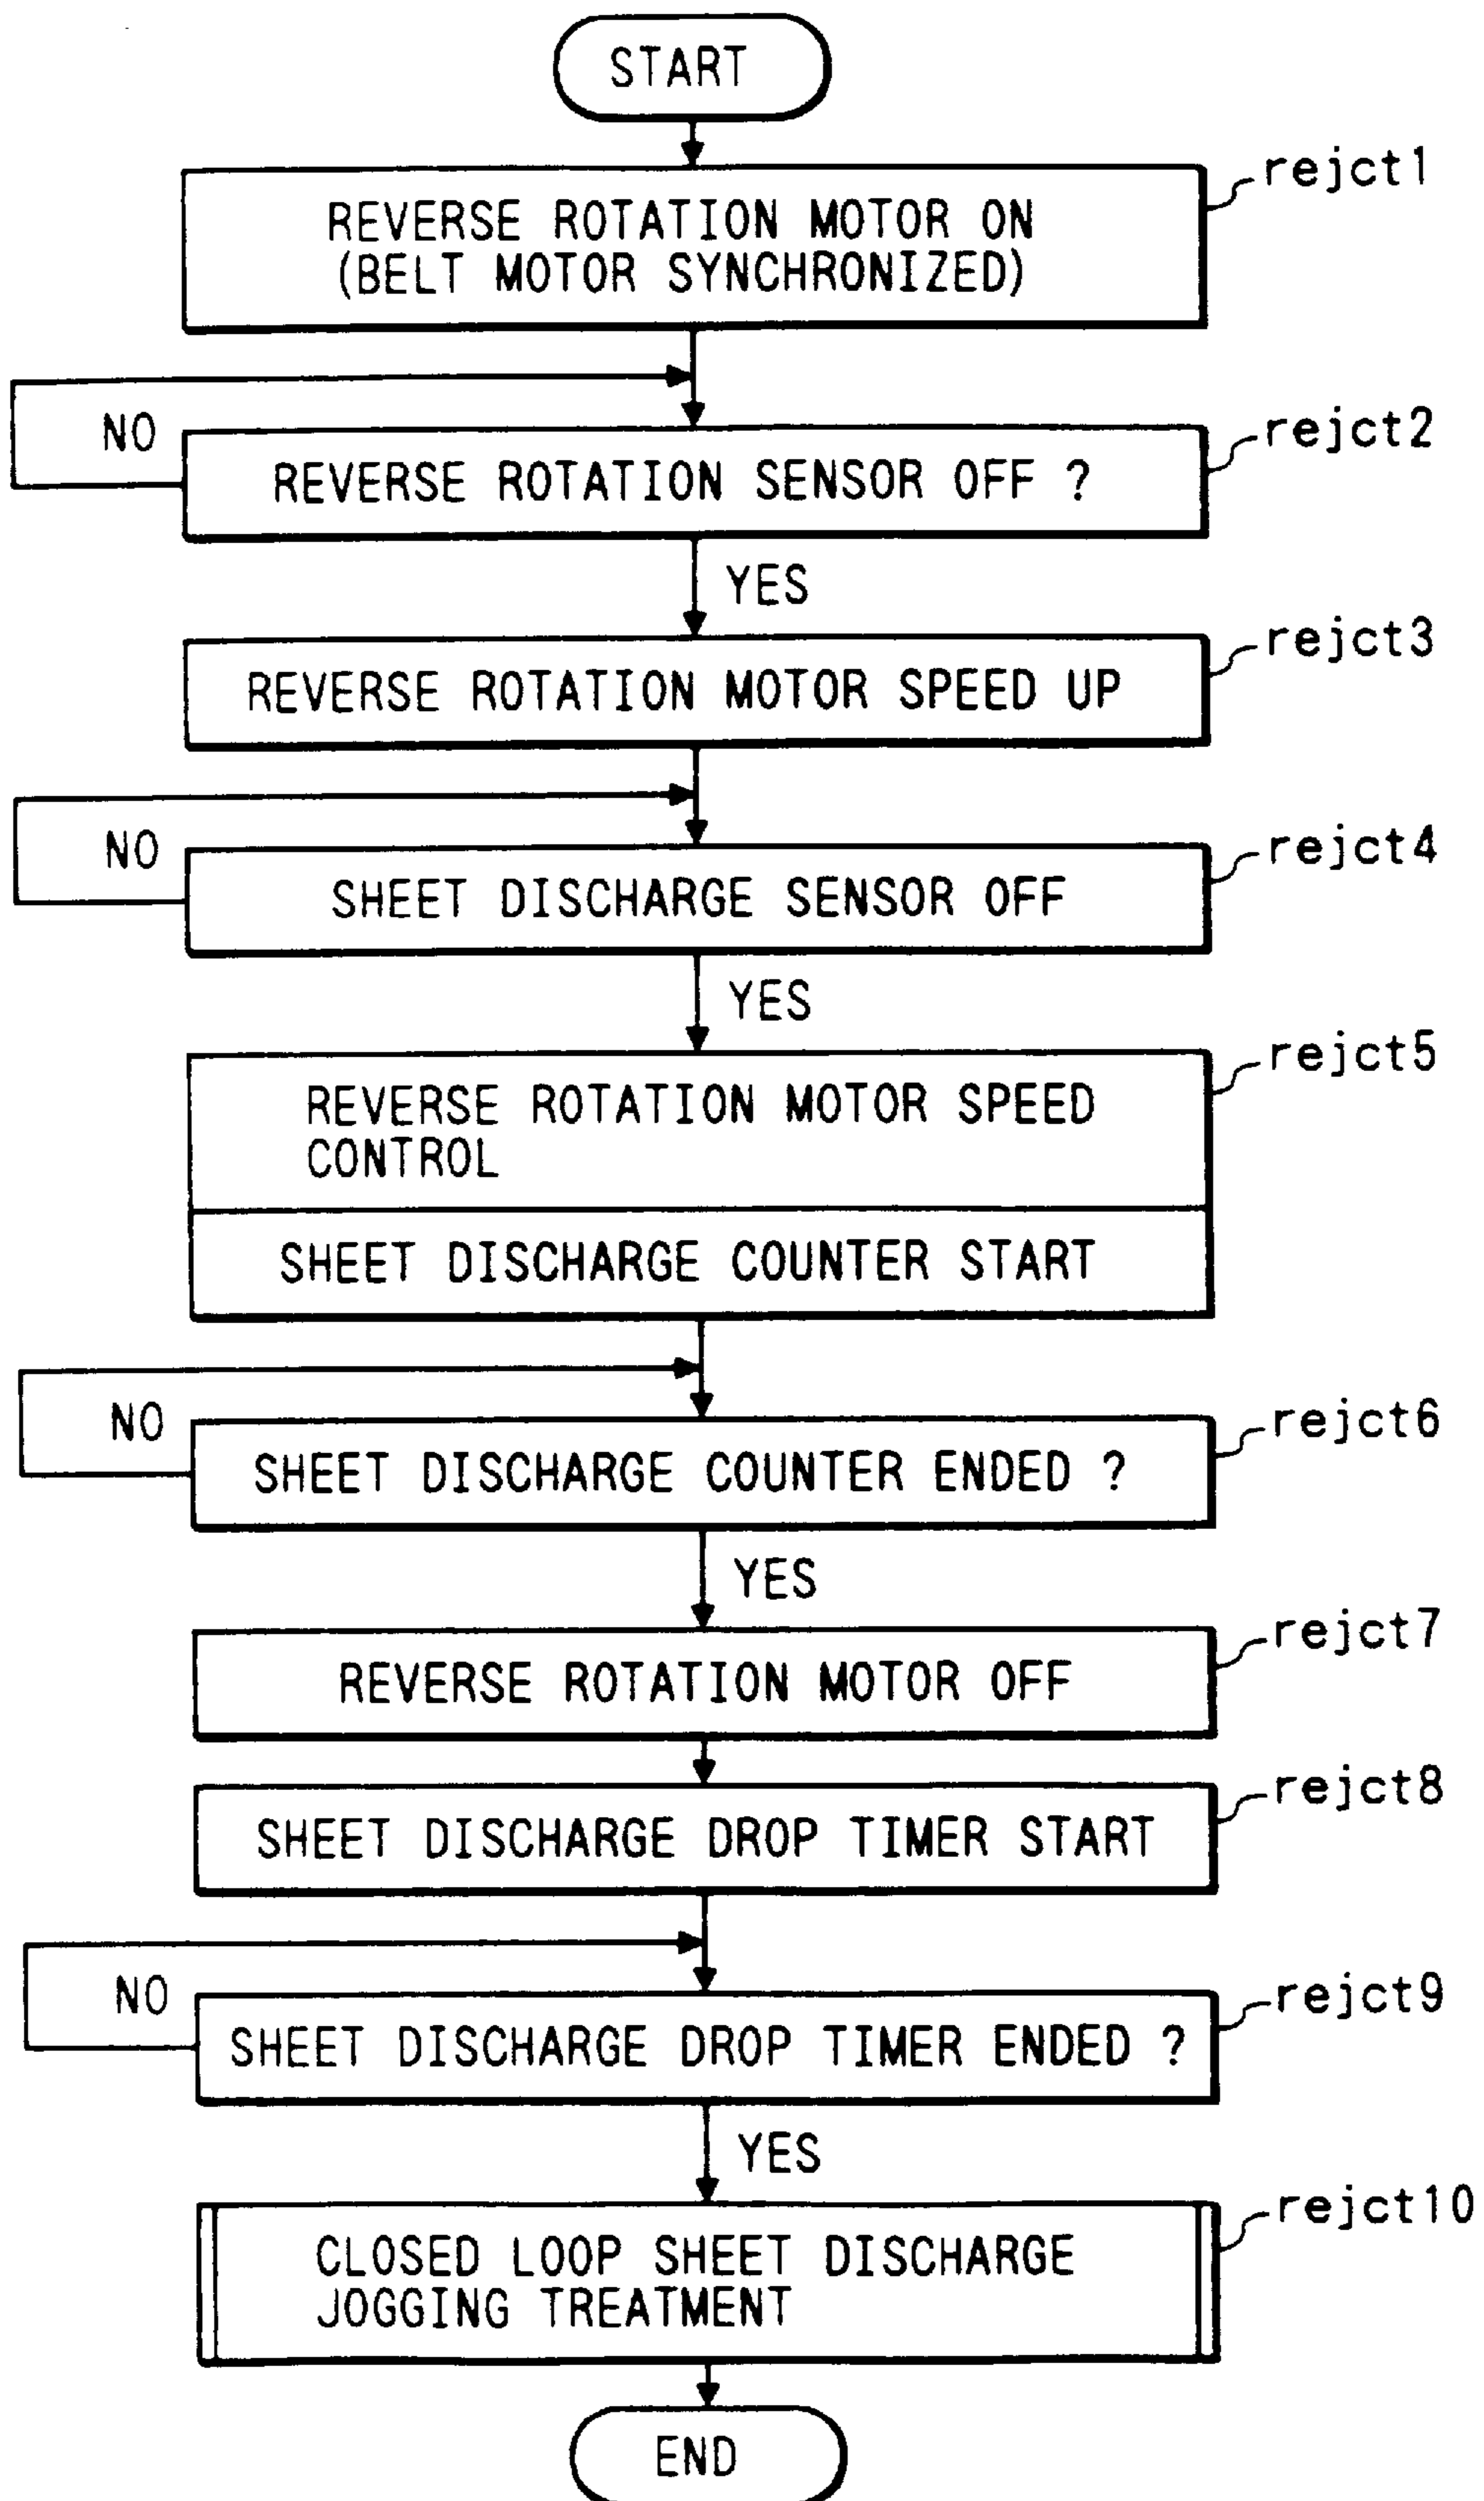 START
rejct1
REVERSE ROTATION MOTOR ON
(BELT MOTOR SYNCHRONIZED)
NO
rejct2
REVERSE ROTATION SENSOR OFF ?
YES
rejct3
REVERSE ROTATION MOTOR SPEED UP
NO
rejct4
SHEET DISCHARGE SENSOR OFF
YES
rejct5
REVERSE ROTATION MOTOR SPEED
CONTROL
SHEET DISCHARGE COUNTER START
NO
rejct6
SHEET DISCHARGE COUNTER ENDED ?
YES
rejct7
REVERSE ROTATION MOTOR OFF
rejct8
SHEET DISCHARGE DROP TIMER START
NO
rejct9
SHEET DISCHARGE DROP TIMER ENDED ?
YES
rejct10
CLOSED LOOP SHEET DISCHARGE
JOGGING TREATMENT
END